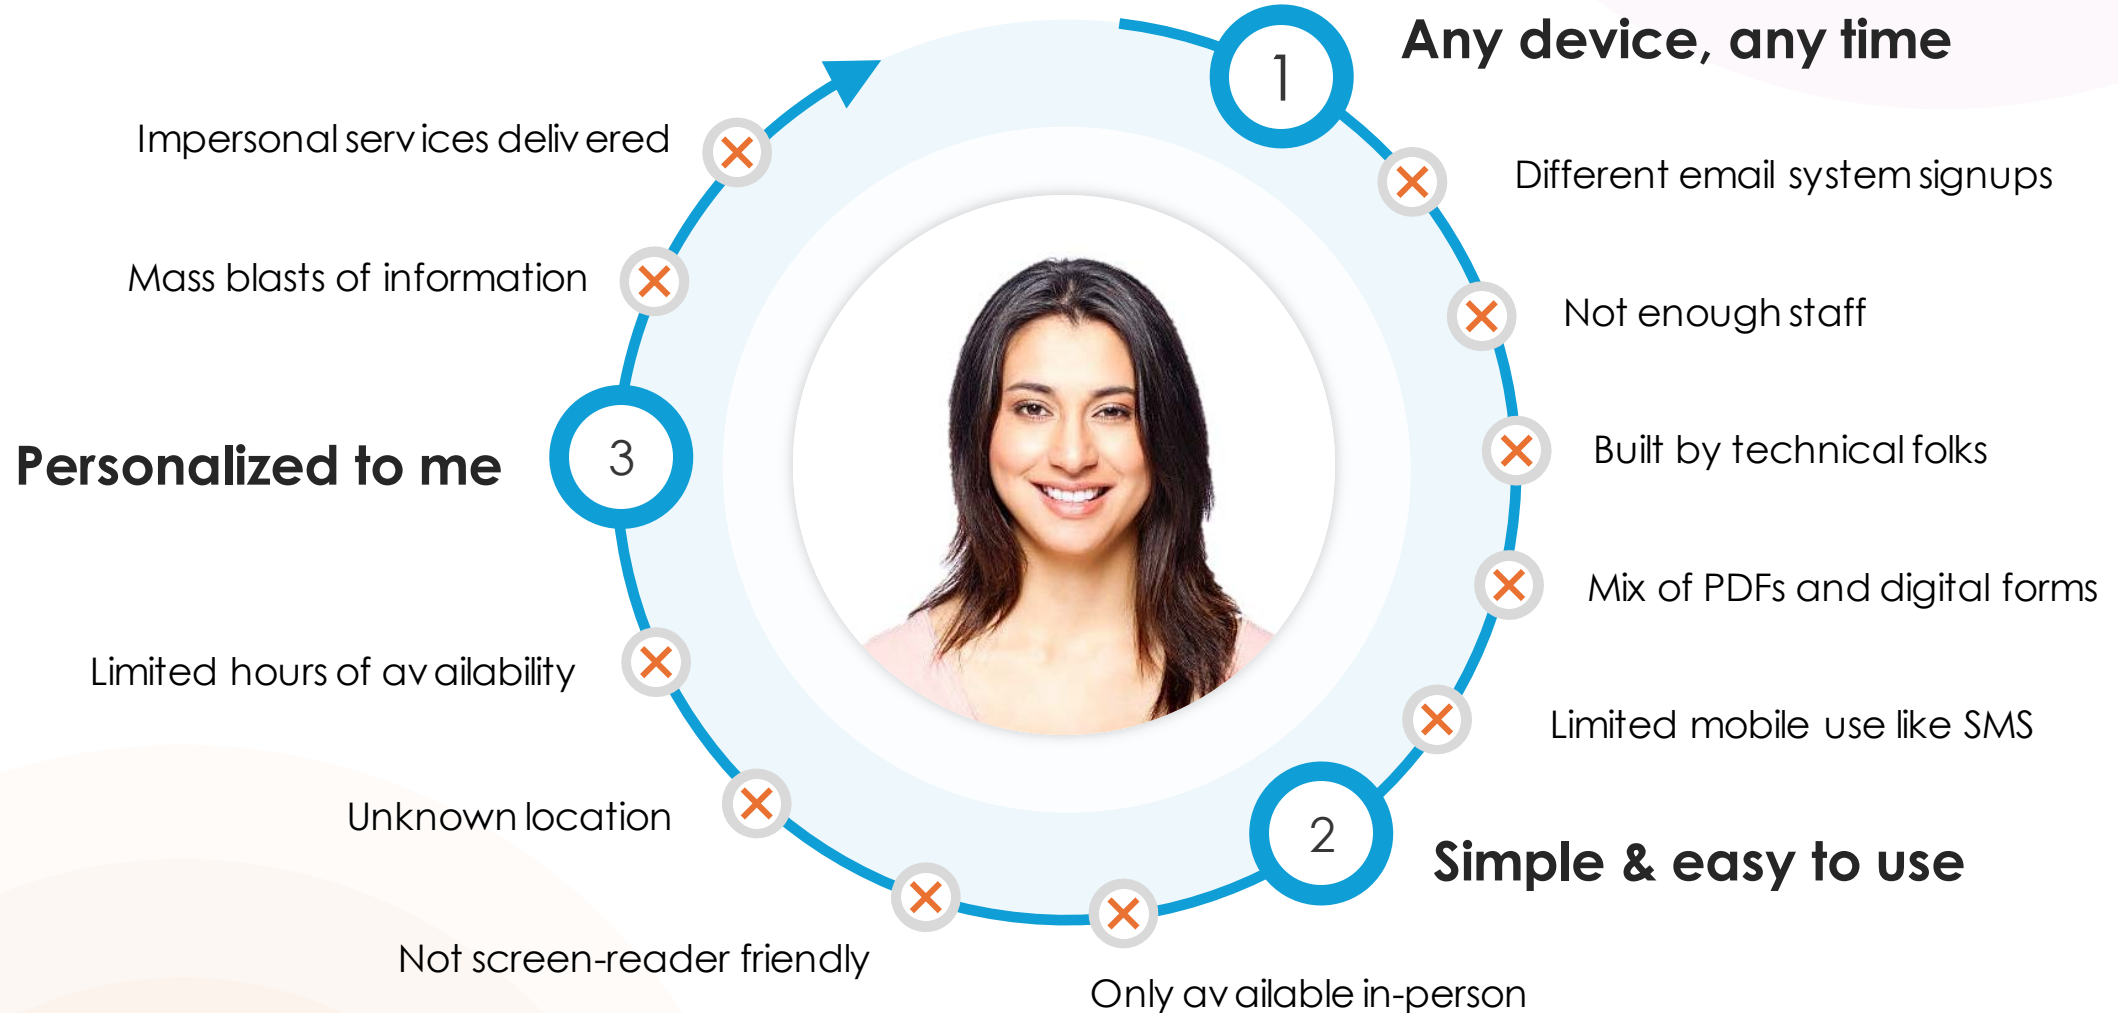 1
Any device, any time
Different email system signups
Not enough staff
Built by technical folks
Mix of PDFs and digital forms
Limited mobile use like SMS
2
Simple & easy to use
Only available in-person
Not screen-reader friendly
Unknown location
Limited hours of availability
3
Personalized to me
Mass blasts of information
Impersonal services delivered